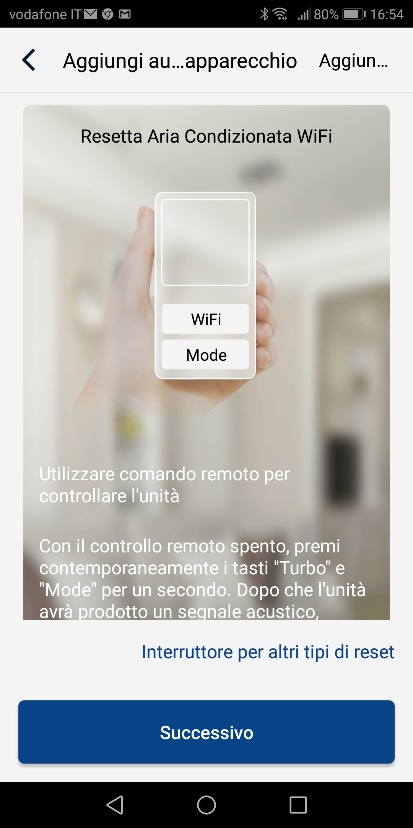 vodafone IT 80% 16:54
Aggiungi au...apparecchio Aggiun...
Resetta Aria Condizionata WiFi
WiFi
Mode
Utilizzare comando remoto per
controllare l'unità
Con il controllo remoto spento, premi
contemporaneamente i tasti "Turbo" e
"Mode" per un secondo. Dopo che l'unità
avrà prodotto un segnale acustico,
Interruttore per altri tipi di reset
Successivo